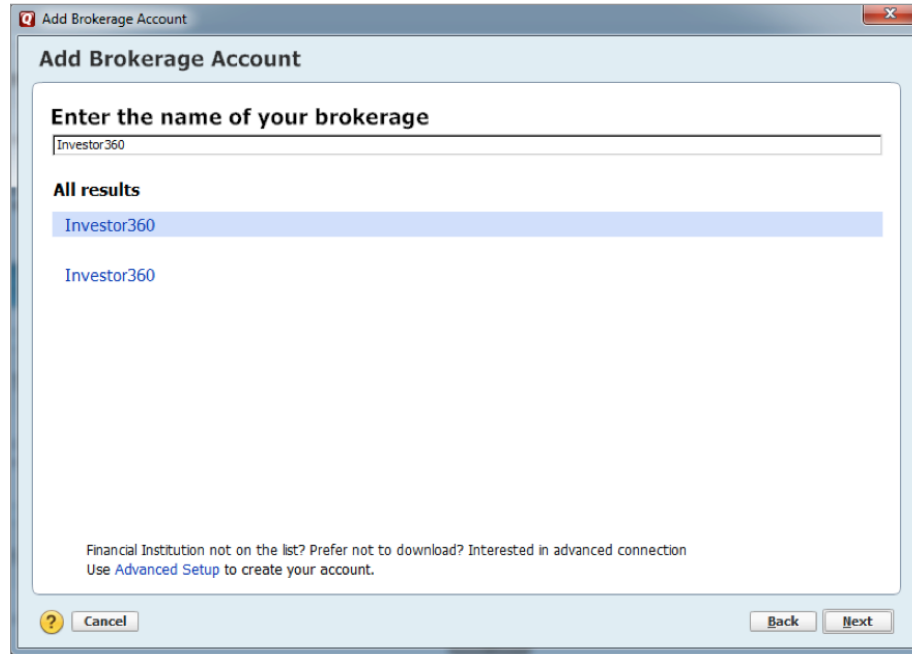 Add Brokerage Account
Add Brokerage Account
Enter the name of your brokerage
Investor360
All results
Investor360
Investor360
Financial Institution not on the list? Prefer not to download? Interested in advanced connection
Use Advanced Setup to create your account.
? Cancel Back Next